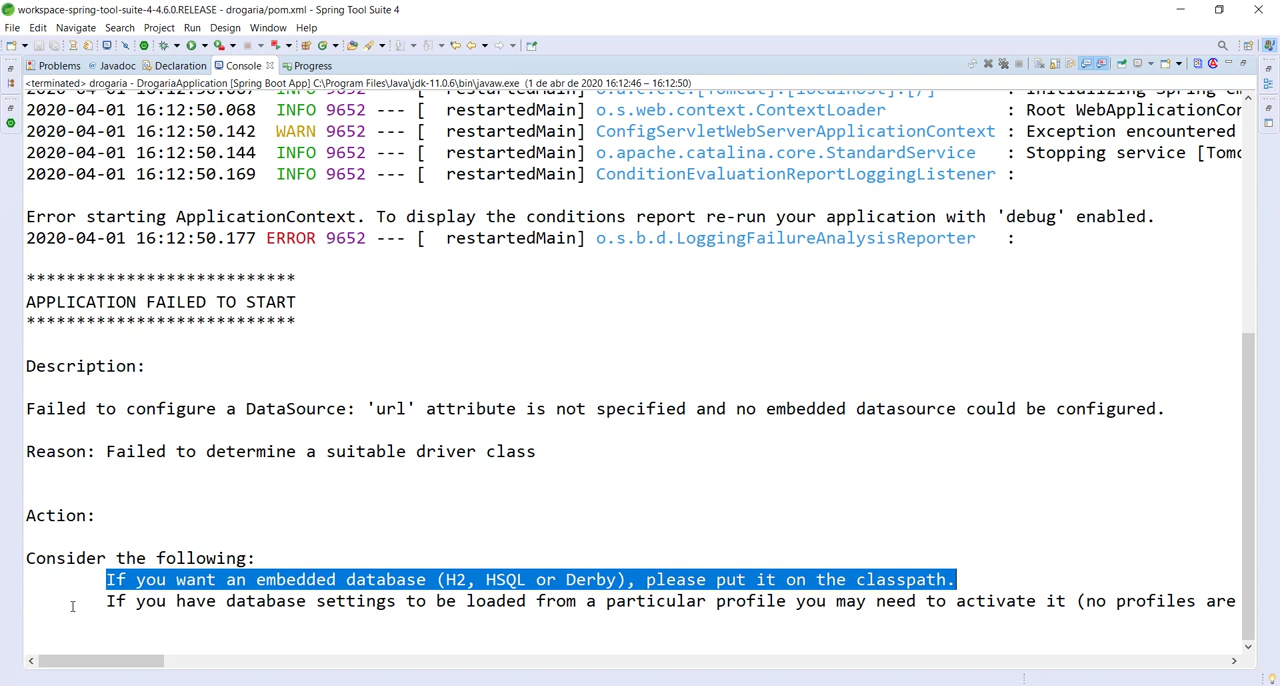 workspace-spring-tool-suite-4-4.6.0.RELEASE - drogaria/pom.xml - Spring Tool Suite 4
File Edit Navigate Search Project Run Design Window Help
Problems Javadoc Declaration Console Progress
<terminated> drogaria - DrogariaApplication [Spring Boot App] C:\Program Files\Java\jdk-11.0.6\bin\javaw.exe (1 de abr de 2020 16:12:46 – 16:12:50)
2020-04-01 16:12:50.068 INFO 9652 --- [ restartedMain] o.s.web.context.ContextLoader : Root WebApplicationCor
2020-04-01 16:12:50.142 WARN 9652 --- [ restartedMain] ConfigServletWebServerApplicationContext : Exception encountered
2020-04-01 16:12:50.144 INFO 9652 --- [ restartedMain] o.apache.catalina.core.StandardService : Stopping service [Tomc
2020-04-01 16:12:50.169 INFO 9652 --- [ restartedMain] ConditionEvaluationReportLoggingListener :
Error starting ApplicationContext. To display the conditions report re-run your application with 'debug' enabled.
2020-04-01 16:12:50.177 ERROR 9652 --- [ restartedMain] o.s.b.d.LoggingFailureAnalysisReporter :
***************************
APPLICATION FAILED TO START
***************************
Description:
Failed to configure a DataSource: 'url' attribute is not specified and no embedded datasource could be configured.
Reason: Failed to determine a suitable driver class
Action:
Consider the following:
If you want an embedded database (H2, HSQL or Derby), please put it on the classpath.
If you have database settings to be loaded from a particular profile you may need to activate it (no profiles are